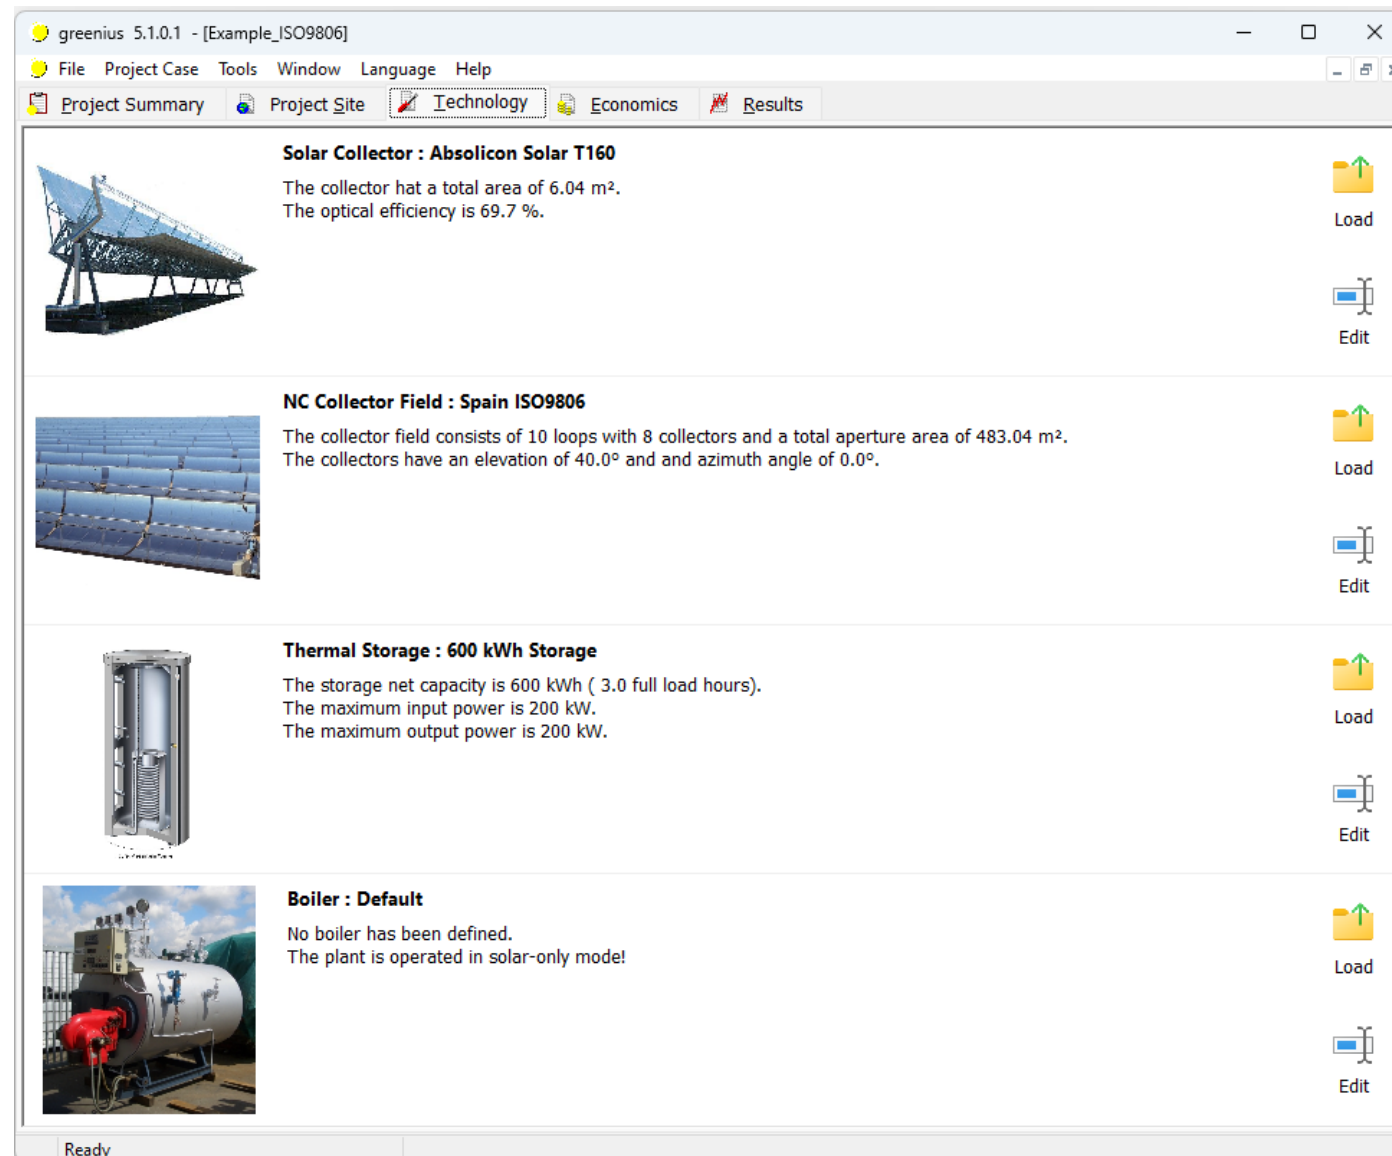 greenius 5.1.0.1 - [Example_ISO9806]
File Project Case Tools Window Language Help
Project Summary Project Site Technology Economics Results
Solar Collector : Absolicon Solar T160
The collector hat a total area of 6.04 m².
The optical efficiency is 69.7 %.
Load
Edit
NC Collector Field : Spain ISO9806
The collector field consists of 10 loops with 8 collectors and a total aperture area of 483.04 m².
The collectors have an elevation of 40.0º and and azimuth angle of 0.0º.
Load
Edit
Thermal Storage : 600 kWh Storage
The storage net capacity is 600 kWh ( 3.0 full load hours).
The maximum input power is 200 kW.
The maximum output power is 200 kW.
Load
Edit
Boiler : Default
No boiler has been defined.
The plant is operated in solar-only mode!
Load
Edit
Ready